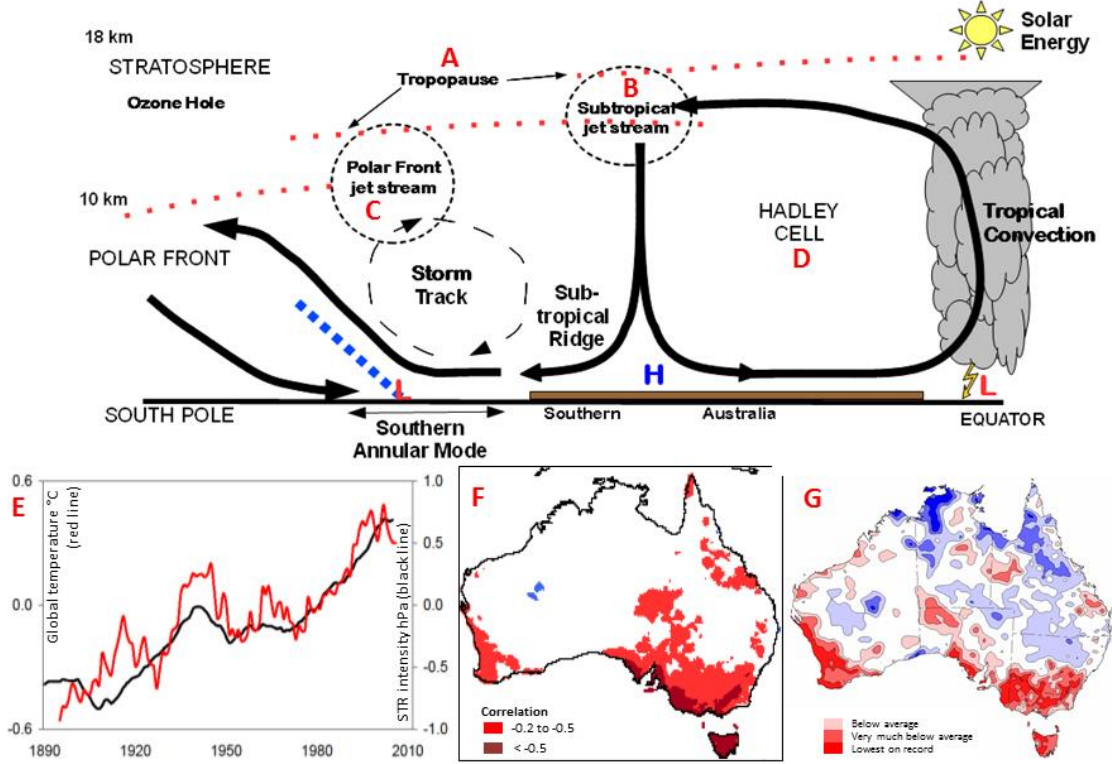 18 km
STRATOSPHERE
Ozone Hole
A
Tropopause
B
Subtropical
jet stream
Solar
Energy
Polar Front
jet stream
C
10 km
POLAR FRONT
HADLEY
CELL
D
Tropical
Convection
Storm
Track
Sub-
tropical
Ridge
L
H
L
SOUTH POLE
Southern
Australia
EQUATOR
Southern
Annular Mode
E
0.6
0.0
-0.6
Global temperature °C
(red line)
1.0
0.5
0.0
-0.5
-1.0
STR intensity hPa (black line)
1890
1920
1950
1980
2010
F
Correlation
-0.2 to -0.5
< -0.5
G
Below average
Very much below average
Lowest on record